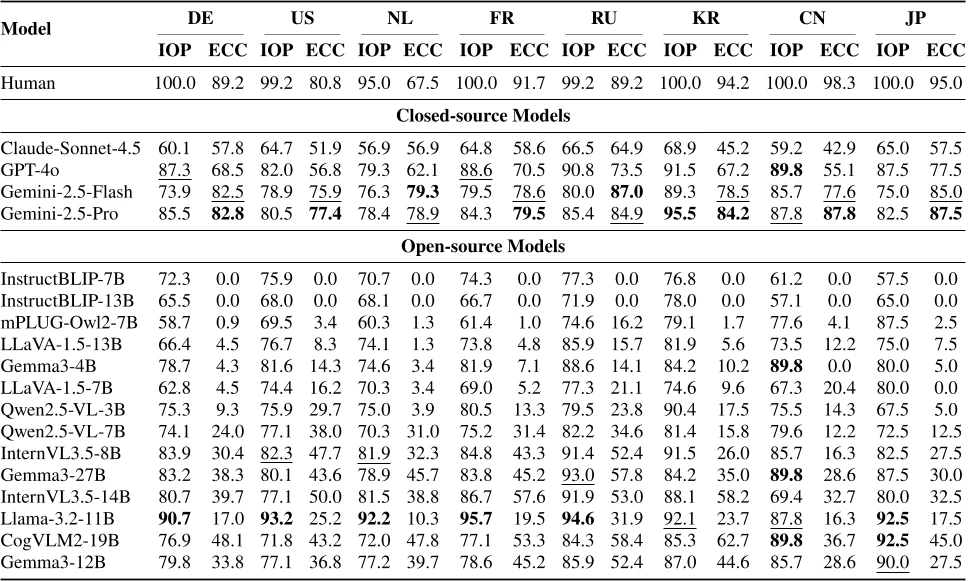 Model DE US NL FR RU KR CN JP
IOP ECC IOP ECC IOP ECC IOP ECC IOP ECC IOP ECC IOP ECC IOP ECC
Human 100.0 89.2 99.2 80.8 95.0 67.5 100.0 91.7 99.2 89.2 100.0 94.2 100.0 98.3 100.0 95.0
Closed-source Models
Claude-Sonnet-4.5 60.1 57.8 64.7 51.9 56.9 56.9 64.8 58.6 66.5 64.9 68.9 45.2 59.2 42.9 65.0 57.5
GPT-4o 87.3 68.5 82.0 56.8 79.3 62.1 88.6 70.5 90.8 73.5 91.5 67.2 89.8 55.1 87.5 77.5
Gemini-2.5-Flash 73.9 82.5 78.9 75.9 76.3 79.3 79.5 78.6 80.0 87.0 89.3 78.5 85.7 77.6 75.0 85.0
Gemini-2.5-Pro 85.5 82.8 80.5 77.4 78.4 78.9 84.3 79.5 85.4 84.9 95.5 84.2 87.8 87.8 82.5 87.5
Open-source Models
InstructBLIP-7B 72.3 0.0 75.9 0.0 70.7 0.0 74.3 0.0 77.3 0.0 76.8 0.0 61.2 0.0 57.5 0.0
InstructBLIP-13B 65.5 0.0 68.0 0.0 68.1 0.0 66.7 0.0 71.9 0.0 78.0 0.0 57.1 0.0 65.0 0.0
mPLUG-Owl2-7B 58.7 0.9 69.5 3.4 60.3 1.3 61.4 1.0 74.6 16.2 79.1 1.7 77.6 4.1 87.5 2.5
LLaVA-1.5-13B 66.4 4.5 76.7 8.3 74.1 1.3 73.8 4.8 85.9 15.7 81.9 5.6 73.5 12.2 75.0 7.5
Gemma3-4B 78.7 4.3 81.6 14.3 74.6 3.4 81.9 7.1 88.6 14.1 84.2 10.2 89.8 0.0 80.0 5.0
LLaVA-1.5-7B 62.8 4.5 74.4 16.2 70.3 3.4 69.0 5.2 77.3 21.1 74.6 9.6 67.3 20.4 80.0 0.0
Qwen2.5-VL-3B 75.3 9.3 75.9 29.7 75.0 3.9 80.5 13.3 79.5 23.8 90.4 17.5 75.5 14.3 67.5 5.0
Qwen2.5-VL-7B 74.1 24.0 77.1 38.0 70.3 31.0 75.2 31.4 82.2 34.6 81.4 15.8 79.6 12.2 72.5 12.5
InternVL3.5-8B 83.9 30.4 82.3 47.7 81.9 32.3 84.8 43.3 91.4 52.4 91.5 26.0 85.7 16.3 82.5 27.5
Gemma3-27B 83.2 38.3 80.1 43.6 78.9 45.7 83.8 45.2 93.0 57.8 84.2 35.0 89.8 28.6 87.5 30.0
InternVL3.5-14B 80.7 39.7 77.1 50.0 81.5 38.8 86.7 57.6 91.9 53.0 88.1 58.2 69.4 32.7 80.0 32.5
Llama-3.2-11B 90.7 17.0 93.2 25.2 92.2 10.3 95.7 19.5 94.6 31.9 92.1 23.7 87.8 16.3 92.5 17.5
CogVLM2-19B 76.9 48.1 71.8 43.2 72.0 47.8 77.1 53.3 84.3 58.4 85.3 62.7 89.8 36.7 92.5 45.0
Gemma3-12B 79.8 33.8 77.1 36.8 77.2 39.7 78.6 45.2 85.9 52.4 87.0 44.6 85.7 28.6 90.0 27.5